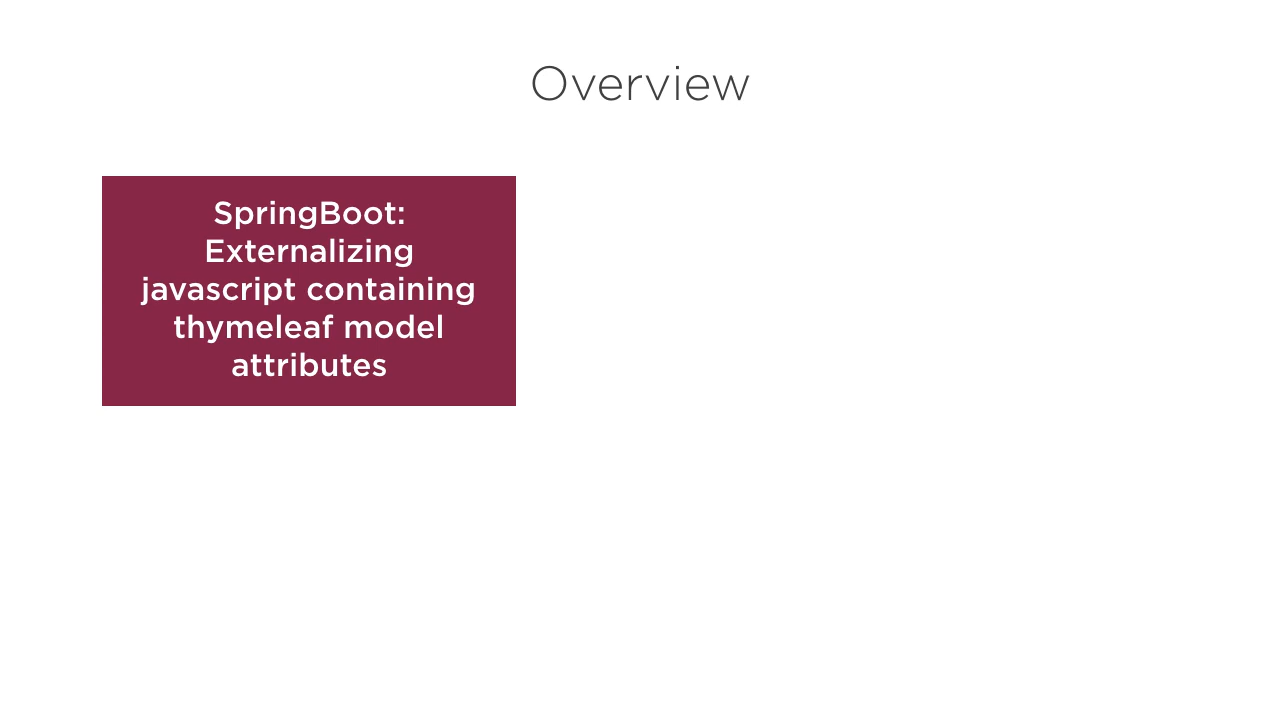 Overview
SpringBoot:
Externalizing
javascript containing
thymeleaf model
attributes